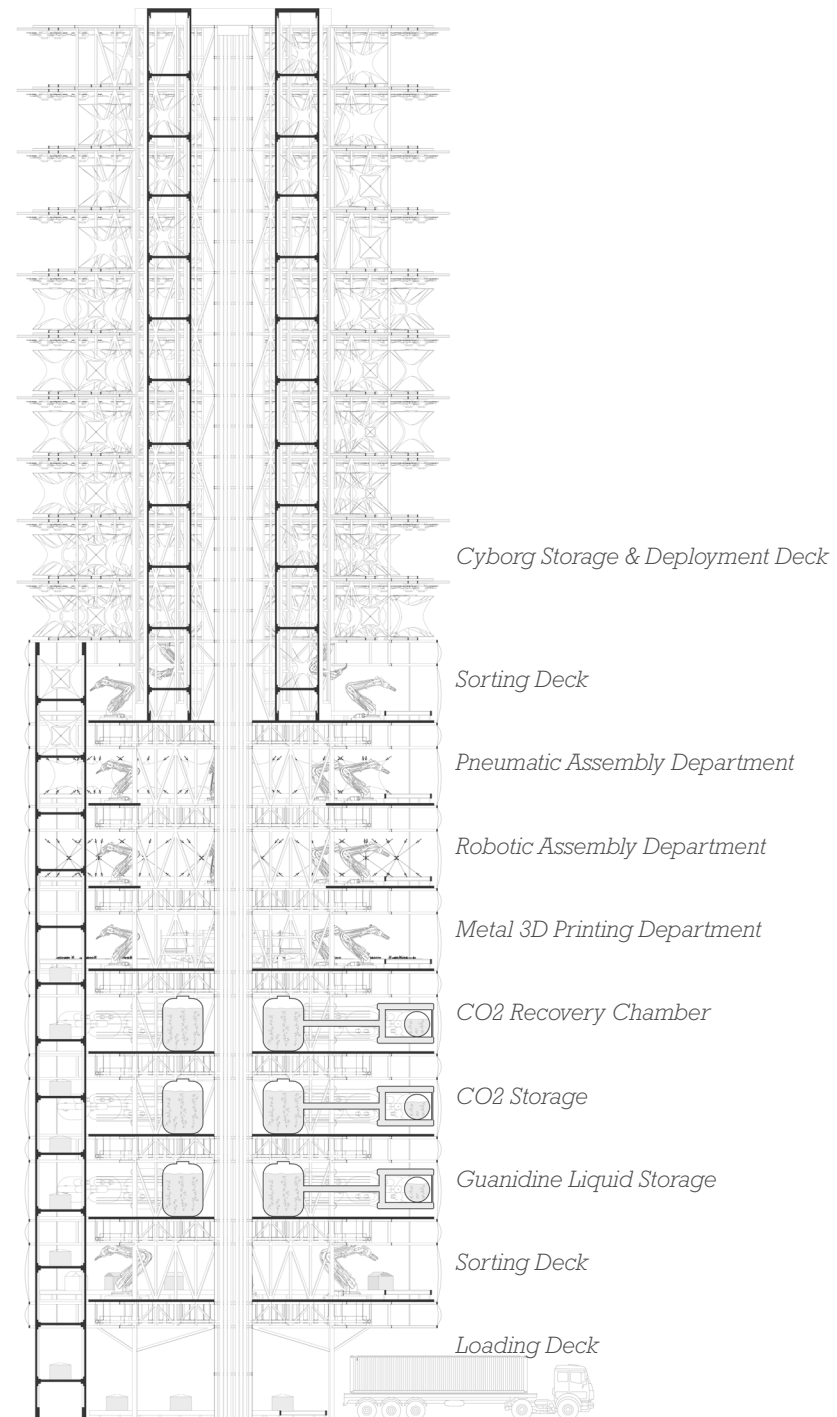 Cyborg Storage & Deployment Deck
Sorting Deck
Pneumatic Assembly Department
Robotic Assembly Department
Metal 3D Printing Department
CO2 Recovery Chamber
CO2 Storage
Guanidine Liquid Storage
Sorting Deck
Loading Deck